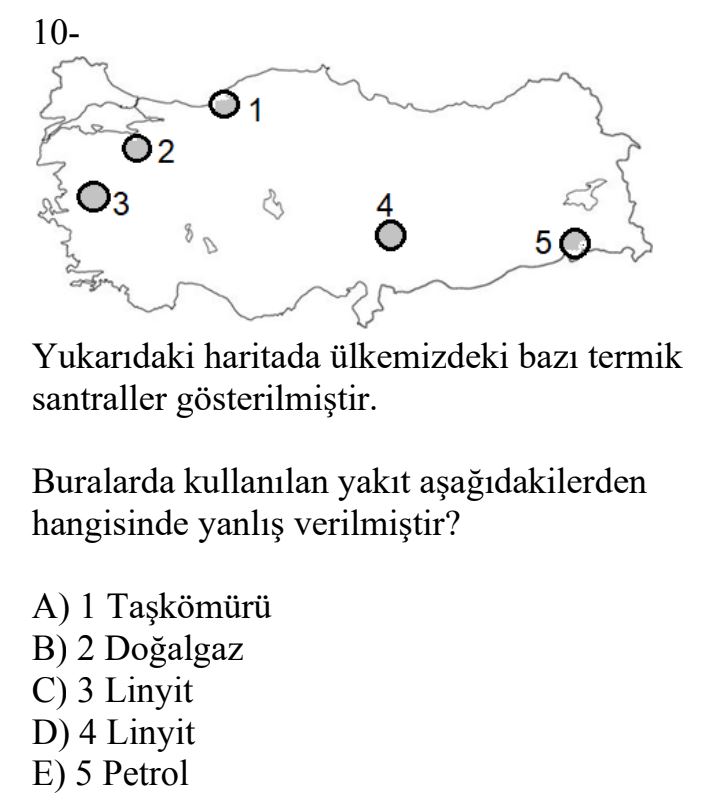 10-
1
2
3
4
5
Yukarıdaki haritada ülkemizdeki bazı termik
santraller gösterilmiştir.
Buralarda kullanılan yakıt aşağıdakilerden
hangisinde yanlış verilmiştir?
A) 1 Taşkömürü
B) 2 Doğalgaz
C) 3 Linyit
D) 4 Linyit
E) 5 Petrol